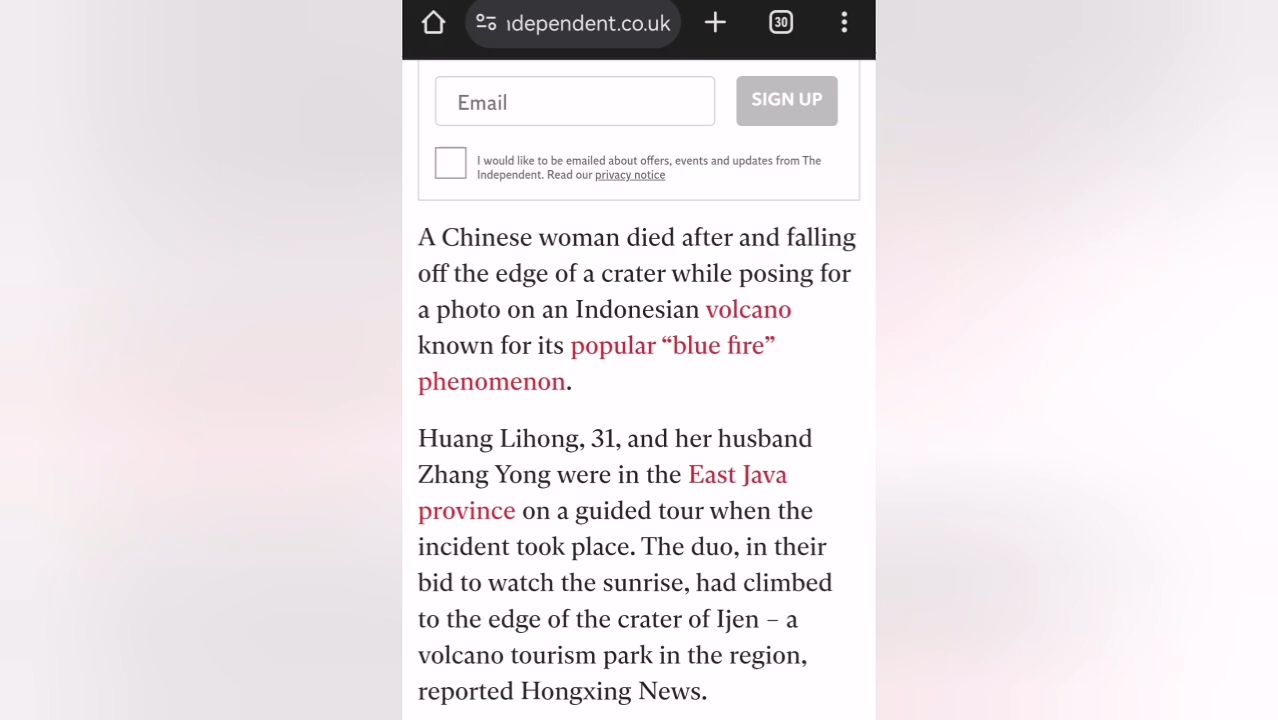 ndependent.co.uk
30
Email
SIGN UP
I would like to be emailed about offers, events and updates from The
Independent. Read our privacy notice
A Chinese woman died after and falling
off the edge of a crater while posing for
a photo on an Indonesian volcano
known for its popular “blue fire”
phenomenon.
Huang Lihong, 31, and her husband
Zhang Yong were in the East Java
province on a guided tour when the
incident took place. The duo, in their
bid to watch the sunrise, had climbed
to the edge of the crater of Ijen – a
volcano tourism park in the region,
reported Hongxing News.